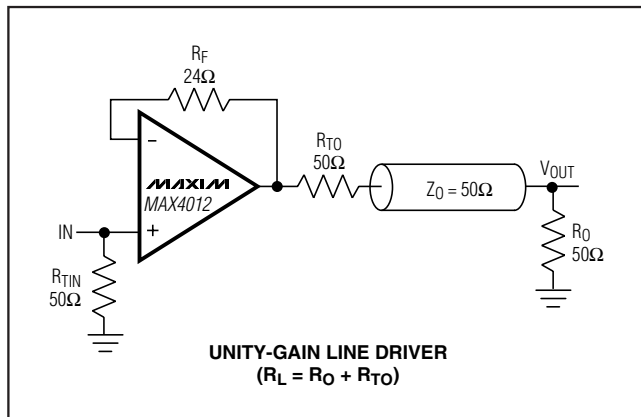 RF
24Ω
−
MAXIM
MAX4012
+
IN
RTIN
50Ω
RTO
50Ω
ZO = 50Ω
VOUT
RO
50Ω
UNITY-GAIN LINE DRIVER
(RL = RO + RTO)